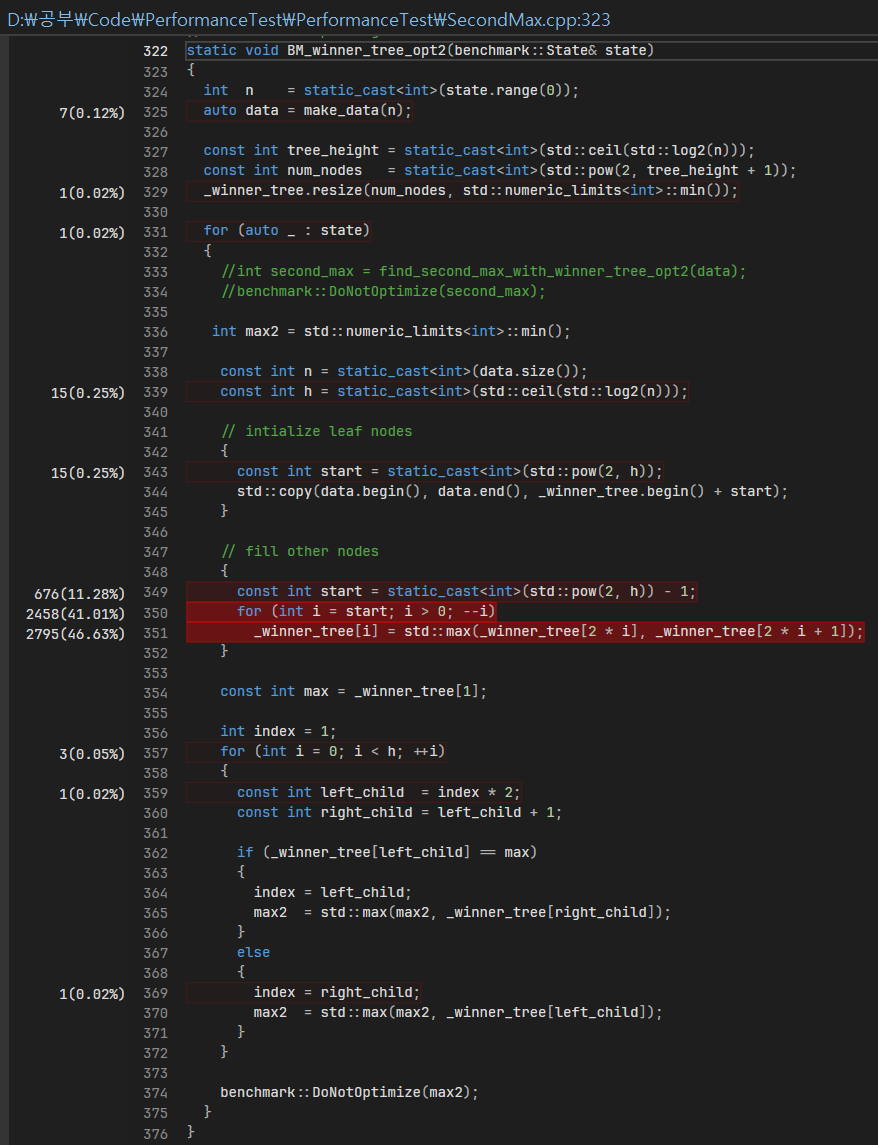 D:₩공부₩Code₩PerformanceTest₩PerformanceTest₩SecondMax.cpp:323
322 static void BM_winner_tree_opt2(benchmark::State& state)
323 {
324   int  n    = static_cast<int>(state.range(0));
7(0.12%) 325   auto data = make_data(n);
326
327   const int tree_height = static_cast<int>(std::ceil(std::log2(n)));
328   const int num_nodes   = static_cast<int>(std::pow(2, tree_height + 1));
1(0.02%) 329   _winner_tree.resize(num_nodes, std::numeric_limits<int>::min());
330
1(0.02%) 331   for (auto _ : state)
332   {
333     //int second_max = find_second_max_with_winner_tree_opt2(data);
334     //benchmark::DoNotOptimize(second_max);
335
336    int max2 = std::numeric_limits<int>::min();
337
338     const int n = static_cast<int>(data.size());
15(0.25%) 339     const int h = static_cast<int>(std::ceil(std::log2(n)));
340
341     // intialize leaf nodes
342     {
15(0.25%) 343       const int start = static_cast<int>(std::pow(2, h));
344       std::copy(data.begin(), data.end(), _winner_tree.begin() + start);
345     }
346
347     // fill other nodes
348     {
676(11.28%) 349       const int start = static_cast<int>(std::pow(2, h)) - 1;
2458(41.01%) 350       for (int i = start; i > 0; --i)
2795(46.63%) 351         _winner_tree[i] = std::max(_winner_tree[2 * i], _winner_tree[2 * i + 1]);
352     }
353
354     const int max = _winner_tree[1];
355
356     int index = 1;
3(0.05%) 357     for (int i = 0; i < h; ++i)
358     {
1(0.02%) 359       const int left_child  = index * 2;
360       const int right_child = left_child + 1;
361
362       if (_winner_tree[left_child] == max)
363       {
364         index = left_child;
365         max2  = std::max(max2, _winner_tree[right_child]);
366       }
367       else
368       {
1(0.02%) 369         index = right_child;
370         max2  = std::max(max2, _winner_tree[left_child]);
371       }
372     }
373
374     benchmark::DoNotOptimize(max2);
375   }
376 }